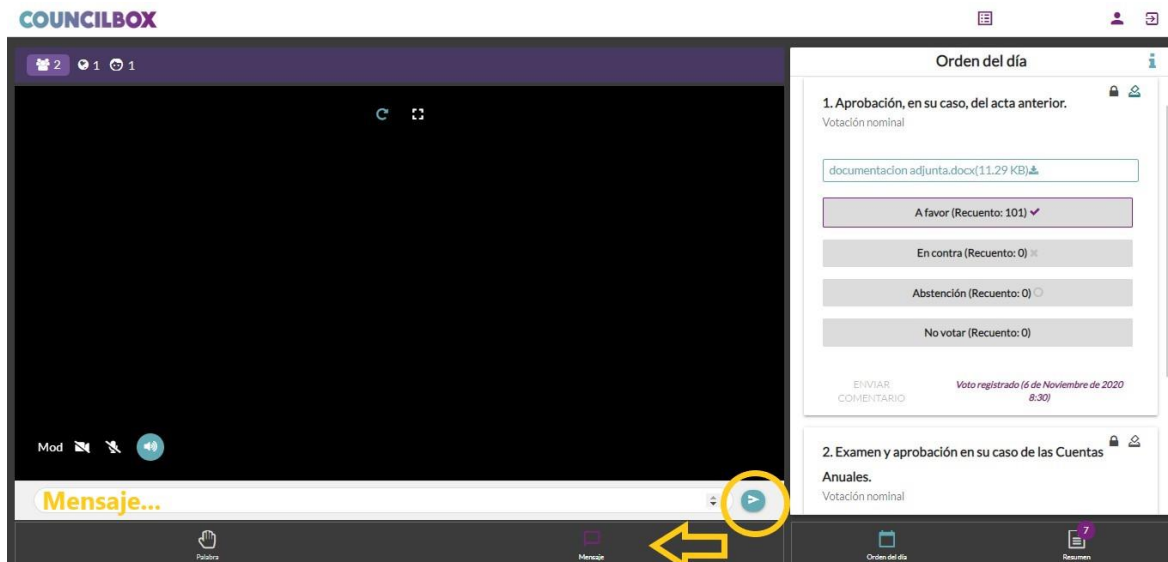 COUNCILBOX
2 1 1
Orden del día
i
1. Aprobación, en su caso, del acta anterior.
Votación nominal
documentacion adjunta.docx(11.29 KB)
A favor (Recuento: 101)
En contra (Recuento: 0)
Abstención (Recuento: 0)
No votar (Recuento: 0)
ENVIAR
COMENTARIO
Voto registrado (6 de Noviembre de 2020
8:30)
Mod
2. Examen y aprobación en su caso de las Cuentas
Anuales.
Votación nominal
Mensaje...
Palabra
Mensaje
Orden del día
7
Resumen